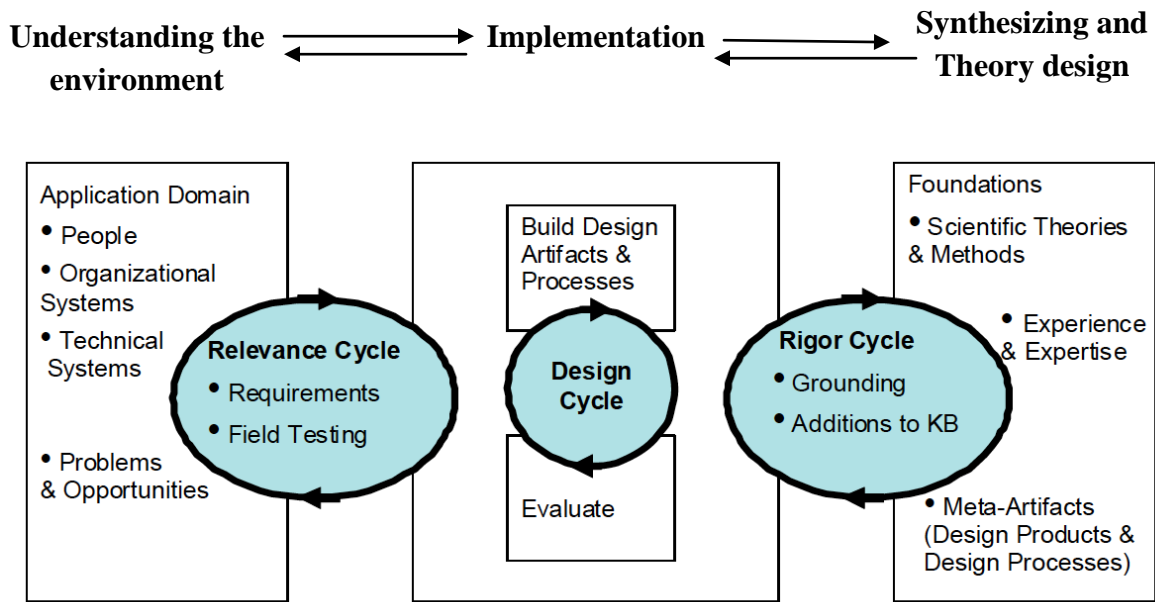 Understanding the
environment
Implementation
Synthesizing and
Theory design
Application Domain
• People
• Organizational
Systems
• Technical
Systems
• Problems
& Opportunities
Relevance Cycle
• Requirements
• Field Testing
Build Design
Artifacts &
Processes
Design
Cycle
Evaluate
Rigor Cycle
• Grounding
• Additions to KB
Foundations
• Scientific Theories
& Methods
• Experience
& Expertise
• Meta-Artifacts
(Design Products &
Design Processes)